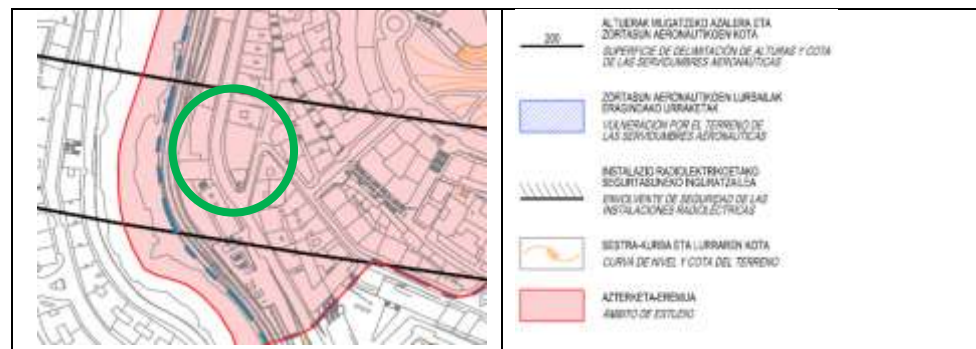 200
ALTUERAK MUGATZEKO AZALERA ETA
ZORTASUN AERONAUTIKOEN KOTA
SUPERFICIE DE DELIMITACIÓN DE ALTURAS Y COTA
DE LAS SERVIDUMBRES AERONÁUTICAS
ZORTASUN AERONAUTIKOEN LURBAILAK
ERAGINDAKO URRAKETAK
VULNERACIÓN POR EL TERRENO DE
LAS SERVIDUMBRES AERONÁUTICAS
INSTALAZIO RADIOLEKTRIKOETAKO
SEGURTASUNEKO INGURATZAILEA
ENVOLVENTE DE SEGURIDAD DE LAS
INSTALACIONES RADIOELÉCTRICAS
SESTRA-KURBA ETA LURRAREN KOTA
CURVA DE NIVEL Y COTA DEL TERRENO
AZTERKETA-EREMUA
ÁMBITO DE ESTUDIO